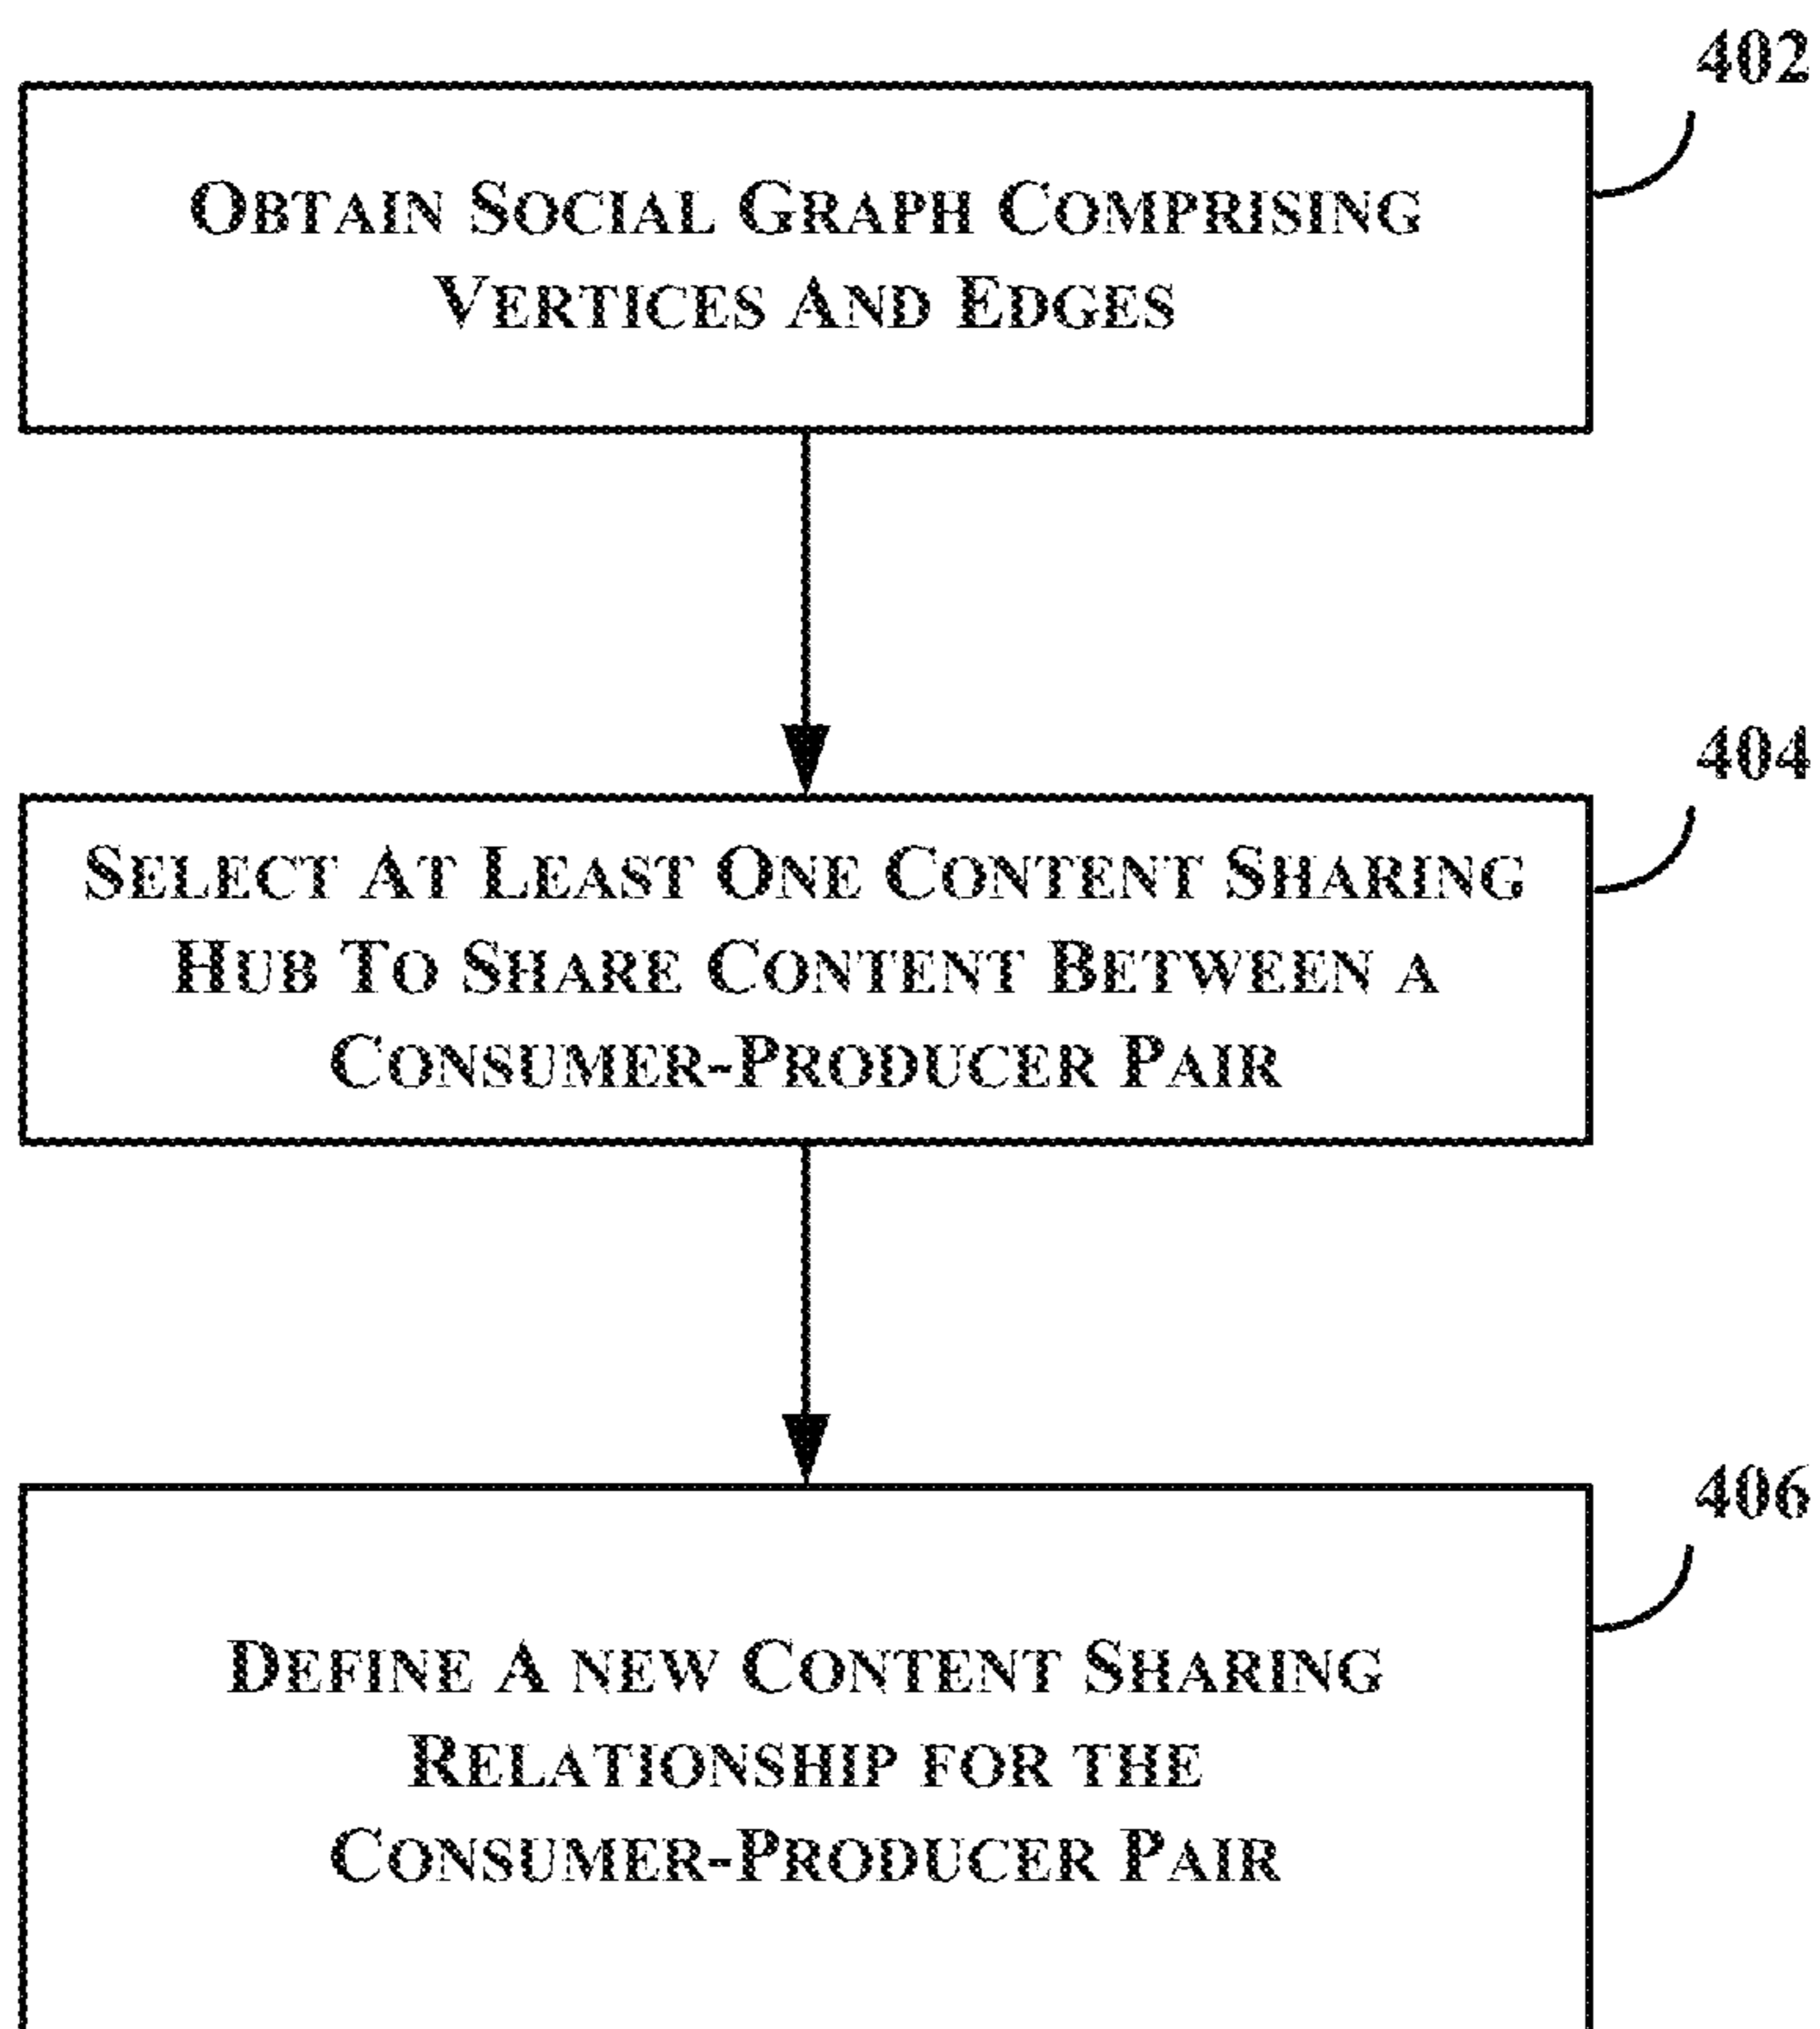 402
OBTAIN SOCIAL GRAPH COMPRISING
VERTICES AND EDGES
404
SELECT AT LEAST ONE CONTENT SHARING
HUB TO SHARE CONTENT BETWEEN A
CONSUMER-PRODUCER PAIR
406
DEFINE A NEW CONTENT SHARING
RELATIONSHIP FOR THE
CONSUMER-PRODUCER PAIR